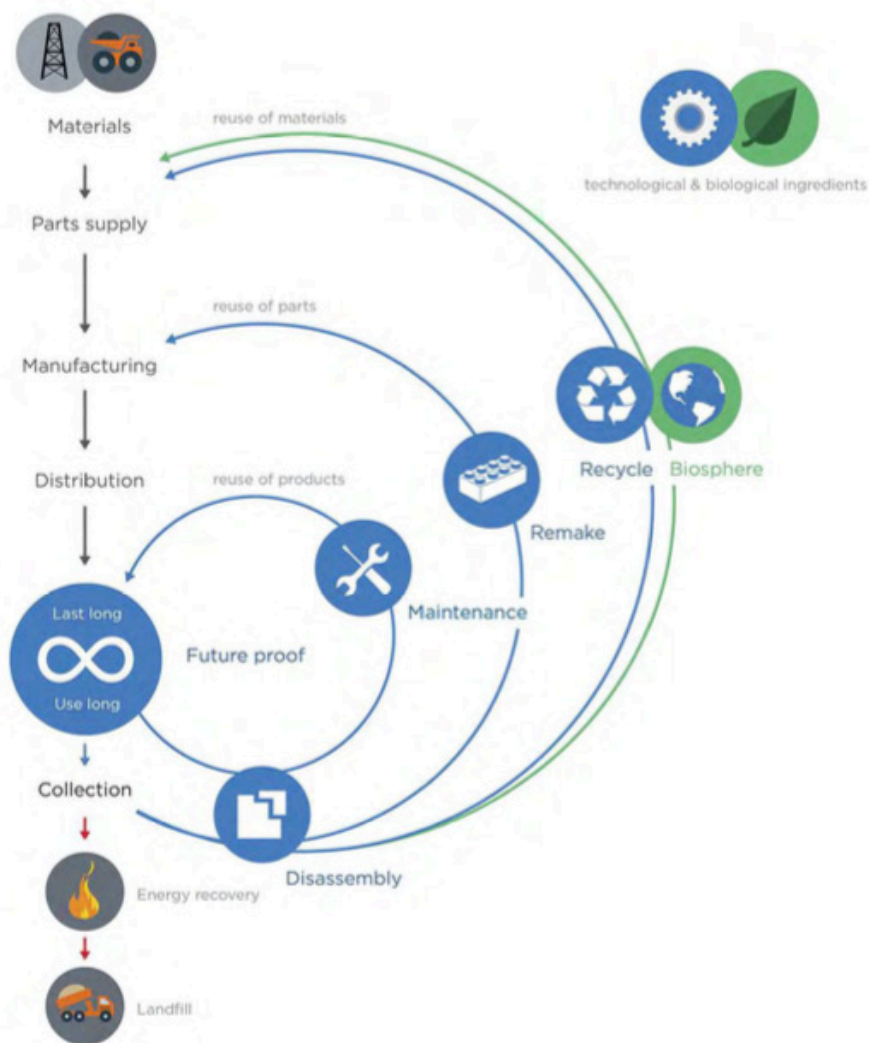 Materials
reuse of materials
technological & biological ingredients
Parts supply
reuse of parts
Manufacturing
Recycle
Biosphere
Distribution
reuse of products
Remake
Last long
Maintenance
Future proof
Use long
Collection
Disassembly
Energy recovery
Landfill